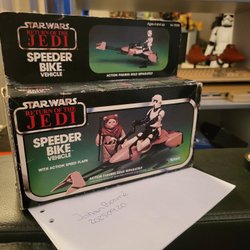 STAR WARS
RETURN OF THE
JEDI
SPEEDER
BIKE
VEHICLE
ACTION FIGURES SOLD SEPARATELY
STAR WARS
RETURN OF THE
JEDI
SPEEDER
BIKE
VEHICLE
WITH ACTION SPEED FLAPS
ACTION FIGURES SOLD SEPARATELY
Kenner